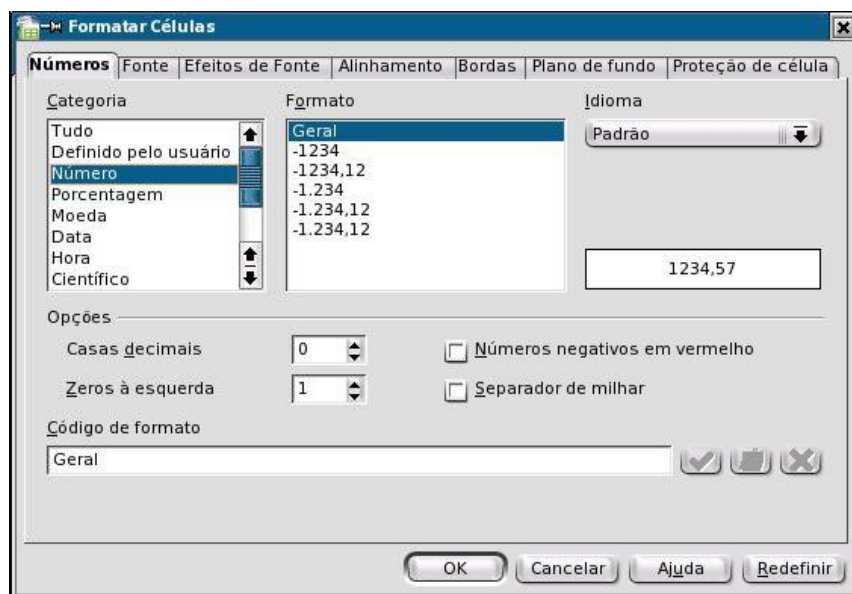 Formatar Células
Números Fonte Efeitos de Fonte Alinhamento Bordas Plano de fundo Proteção de célula
Categoria
Tudo
Definido pelo usuário
Número
Porcentagem
Moeda
Data
Hora
Científico
Formato
Geral
-1234
-1234,12
-1.234
-1.234,12
-1.234,12
Idioma
Padrão
1234,57
Opções
Casas decimais 0
Números negativos em vermelho
Zeros à esquerda 1
Separador de milhar
Código de formato
Geral
OK Cancelar Ajuda Redefinir